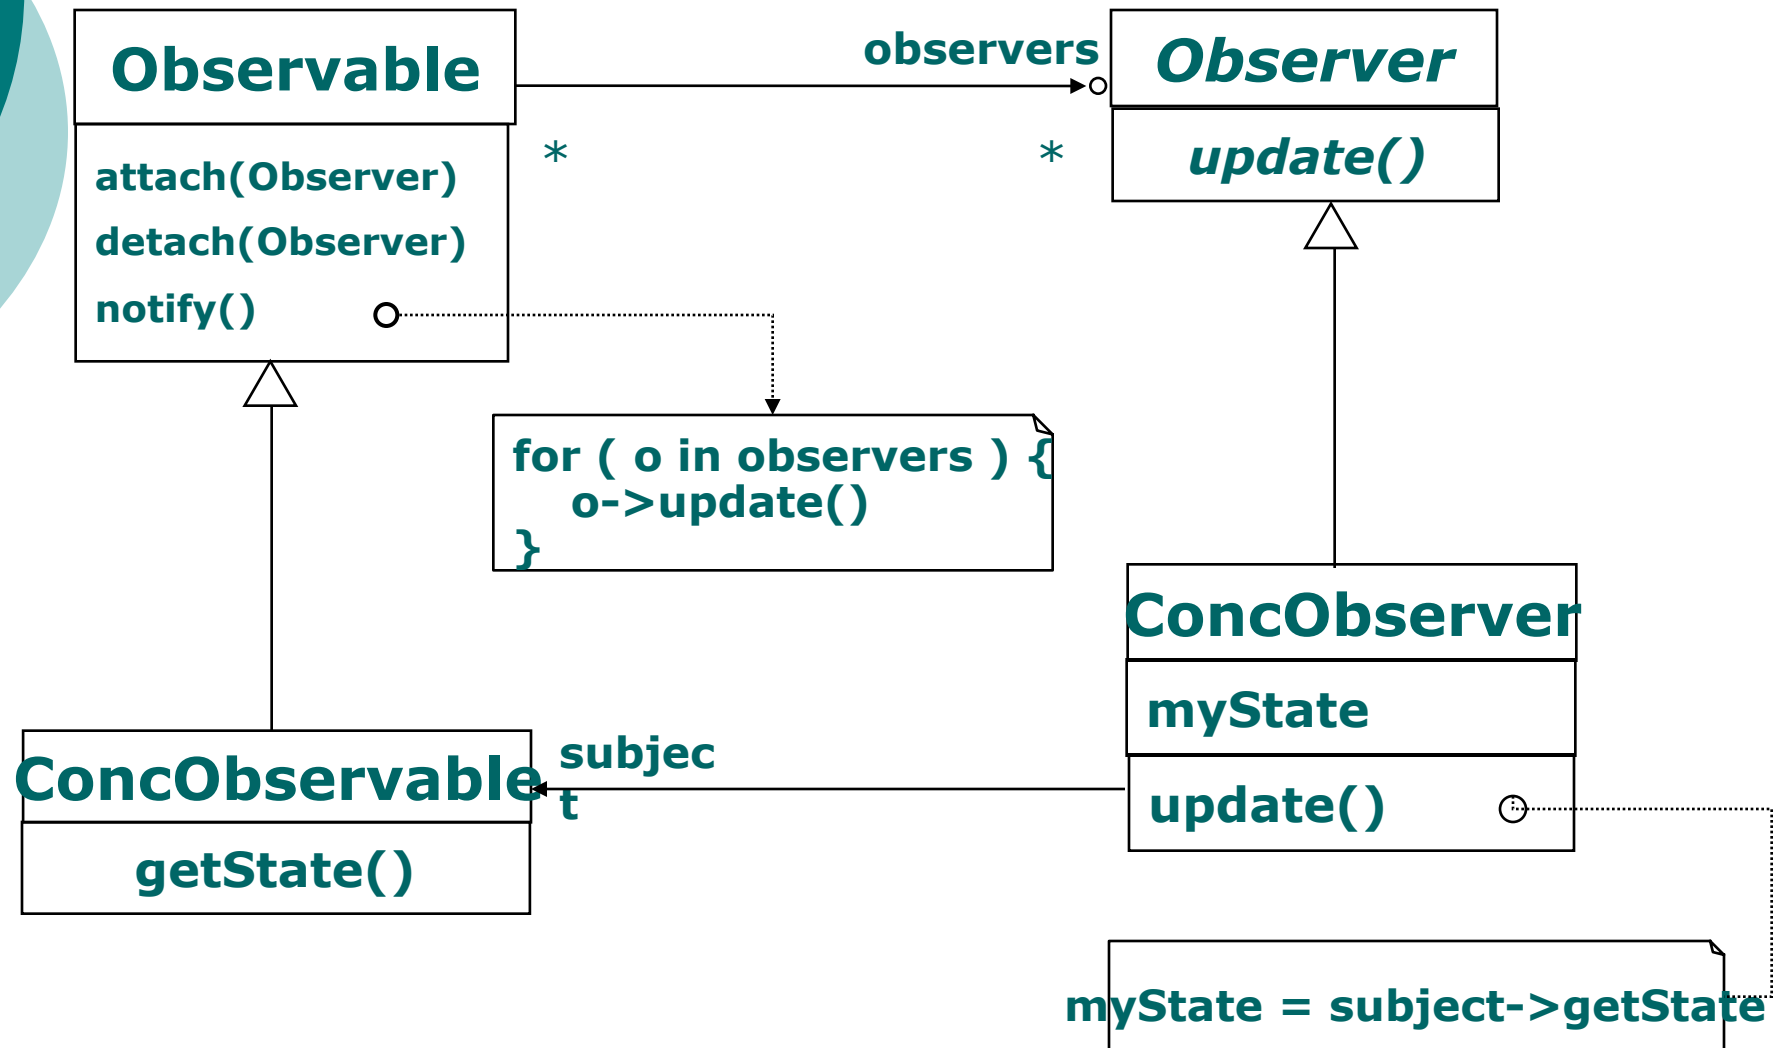 Observable
attach(Observer)
detach(Observer)
notify()
observers
*
*
Observer
update()
for ( o in observers ) {
o->update()
}
ConcObserver
myState
update()
subjec
t
ConcObservable
getState()
myState = subject->getState